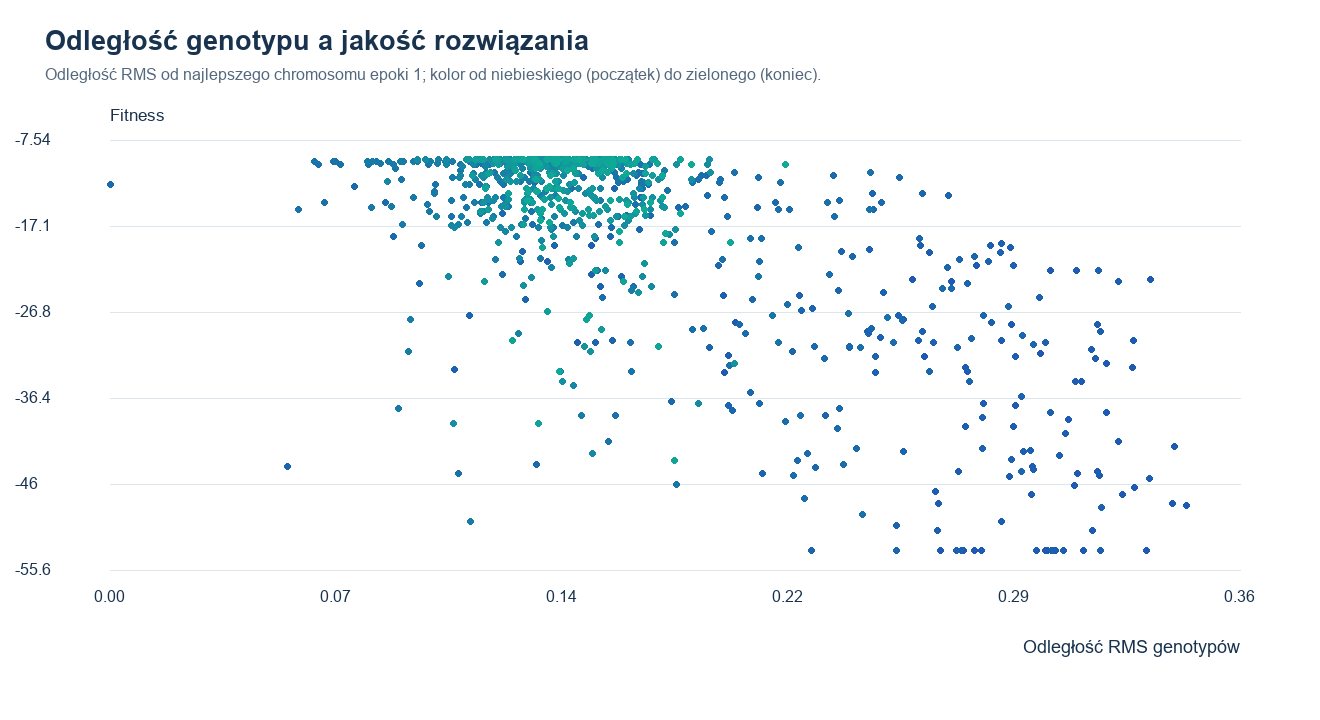 Odległość genotypu a jakość rozwiązania
Odległość RMS od najlepszego chromosomu epoki 1; kolor od niebieskiego (początek) do zielonego (koniec).
Fitness
-7.54
-17.1
-26.8
-36.4
-46
-55.6
0.00 0.07 0.14 0.22 0.29 0.36
Odległość RMS genotypów